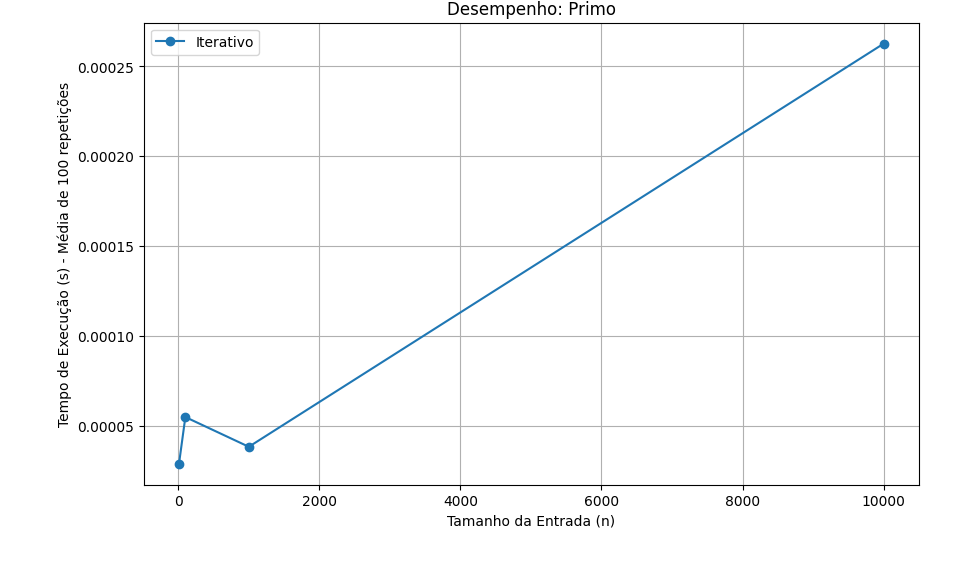 Desempenho: Primo
Iterativo
Tempo de Execução (s) - Média de 100 repetições
0.00025
0.00020
0.00015
0.00010
0.00005
0
2000
4000
6000
8000
10000
Tamanho da Entrada (n)